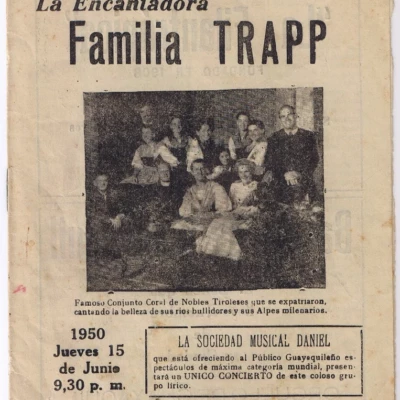 La Encantadora
Familia TRAPP
Famoso Conjunto Coral de Nobles Tiroleses que se expatriaron,
cantando la belleza de sus rios bullidores y sus Alpes milenarios.
1950
Jueves 15
de Junio
9,30 p. m.
LA SOCIEDAD MUSICAL DANIEL
que está ofreciendo al Público Guayaquileño es-
pectáculos de máxima categoría mundial, presen-
tará un UNICO CONCIERTO de este coloso gru-
po lírico.